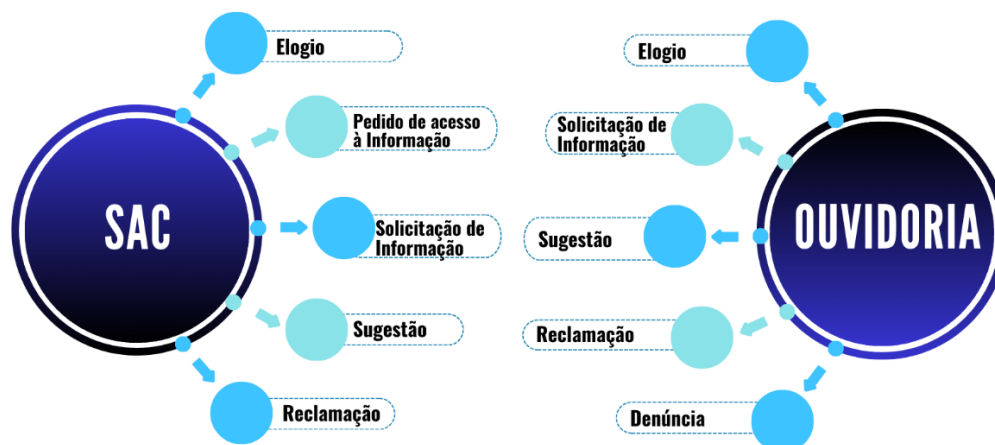 SAC
Elogio
Pedido de acesso
à Informação
Solicitação de
Informação
Sugestão
Reclamação
OUVIDORIA
Elogio
Solicitação de
Informação
Sugestão
Reclamação
Denúncia